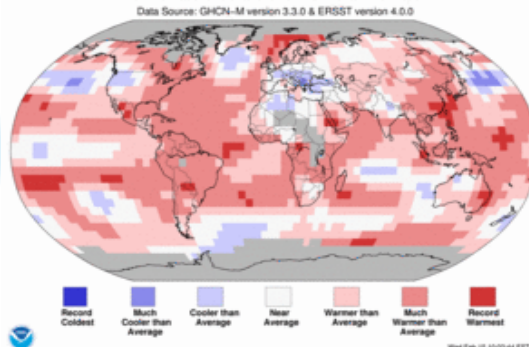 Data Source: GHCN–M version 3.3.0 & ERSST version 4.0.0
Record Coldest
Much Cooler than Average
Cooler than Average
Near Average
Warmer than Average
Much Warmer than Average
Record Warmest